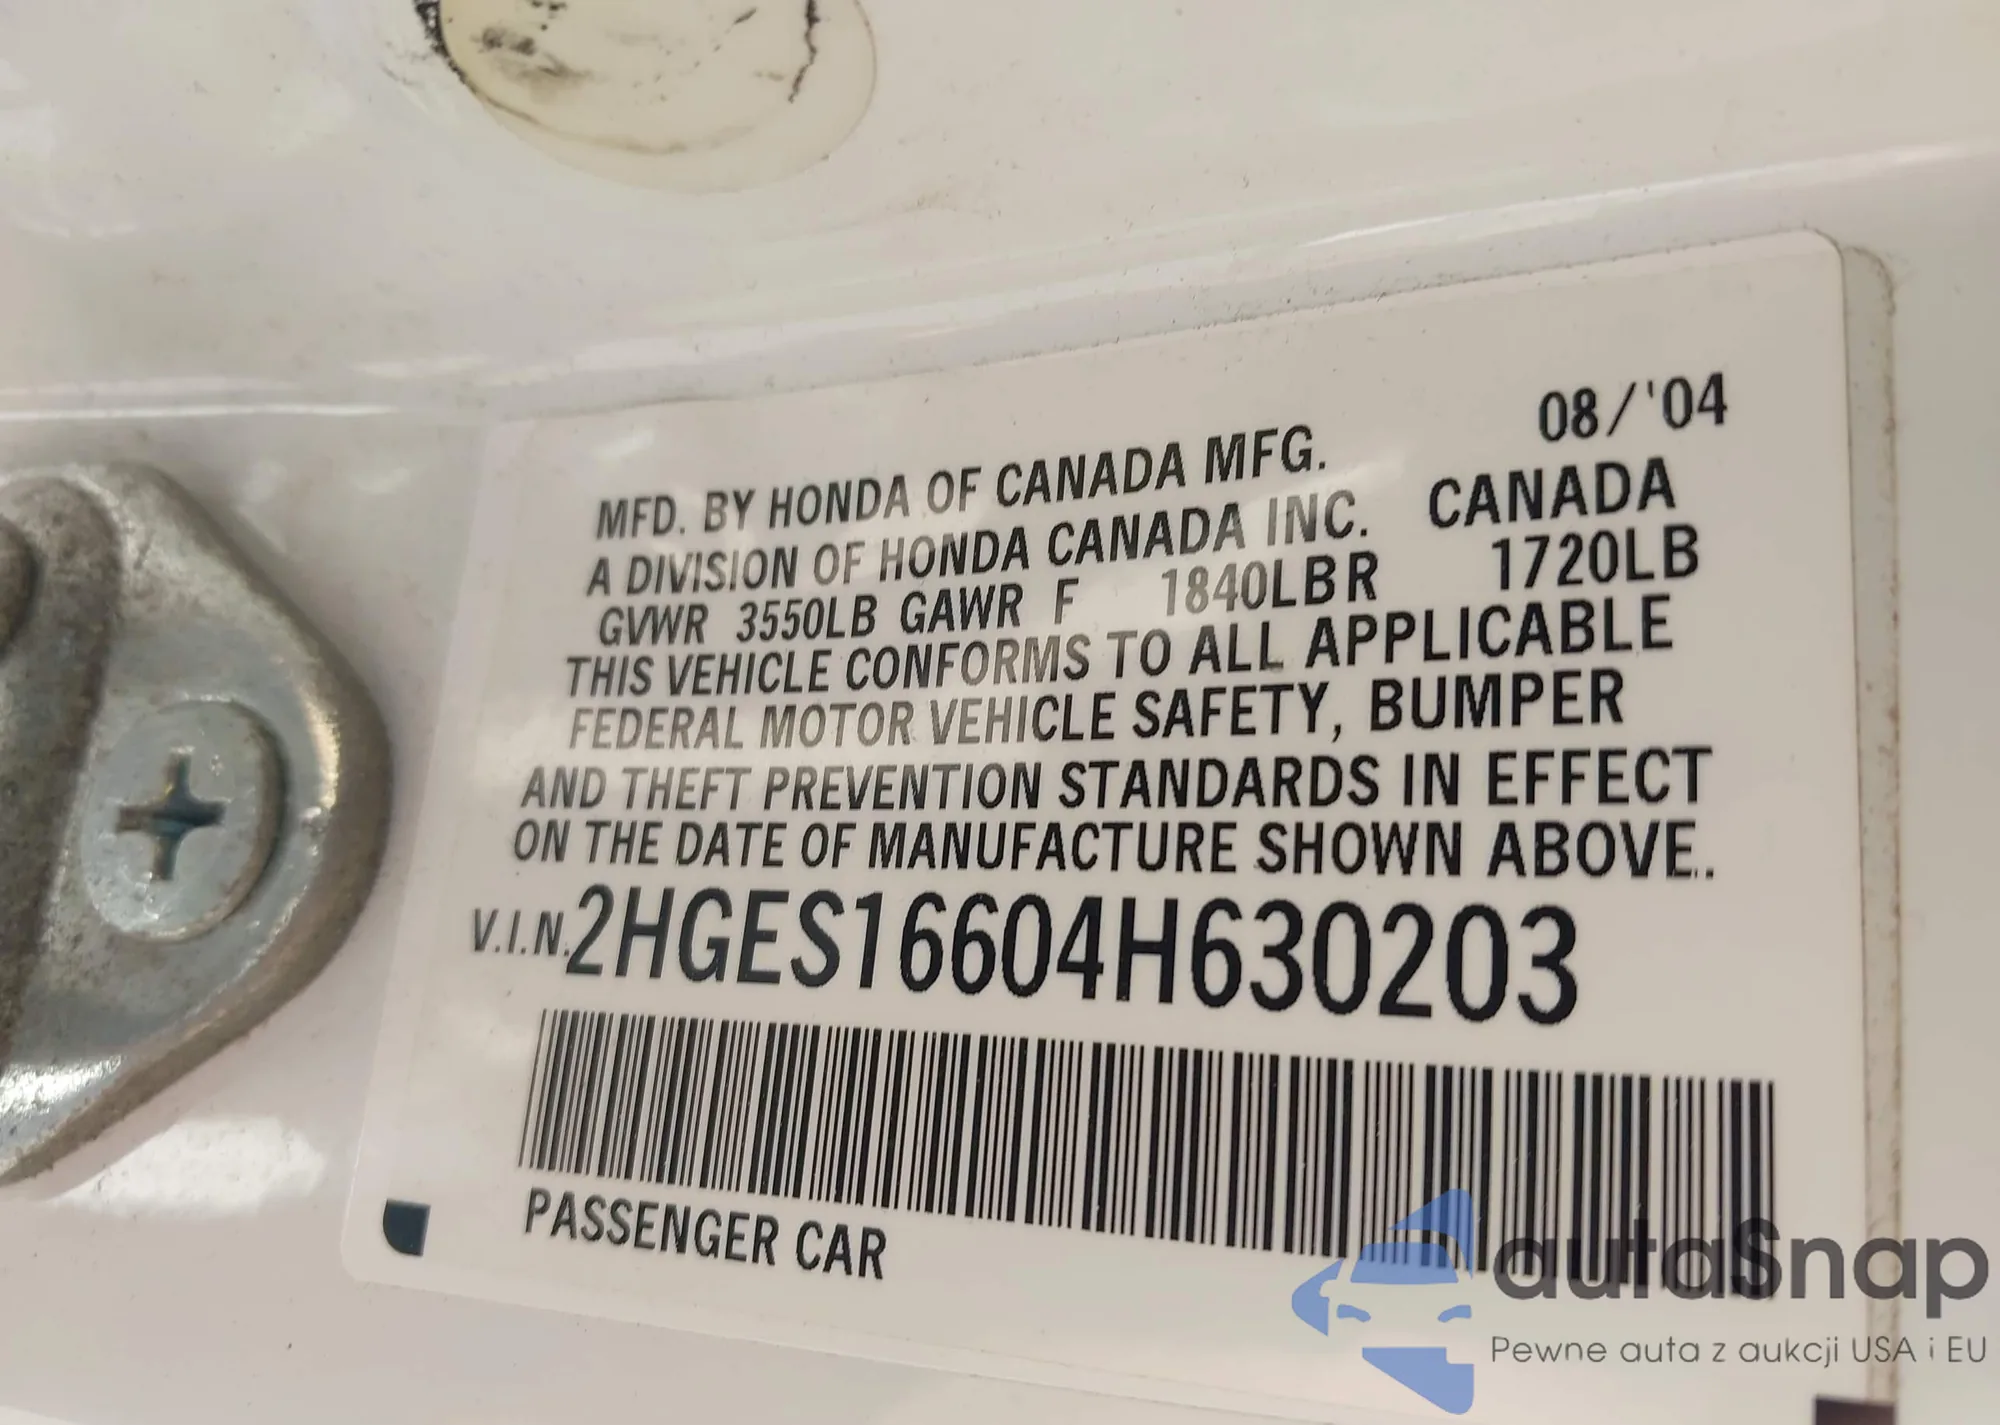 08/'04
MFD. BY HONDA OF CANADA MFG.
A DIVISION OF HONDA CANADA INC. CANADA
GVWR 3550LB GAWR F 1840LBR 1720LB
THIS VEHICLE CONFORMS TO ALL APPLICABLE
FEDERAL MOTOR VEHICLE SAFETY, BUMPER
AND THEFT PREVENTION STANDARDS IN EFFECT
ON THE DATE OF MANUFACTURE SHOWN ABOVE.
V.I.N.2HGES16604H630203
PASSENGER CAR
autaSnap
Pewne auta z aukcji USA i EU